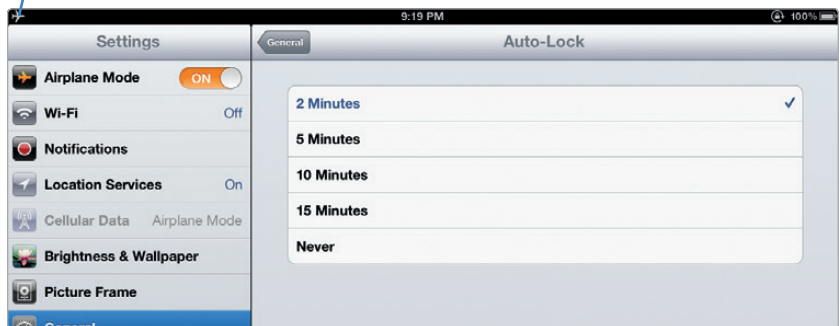 9:19 PM 100%
Settings
General
Auto-Lock
Airplane Mode ON
Wi-Fi Off
Notifications
Location Services On
Cellular Data Airplane Mode
Brightness & Wallpaper
Picture Frame
General
2 Minutes
5 Minutes
10 Minutes
15 Minutes
Never